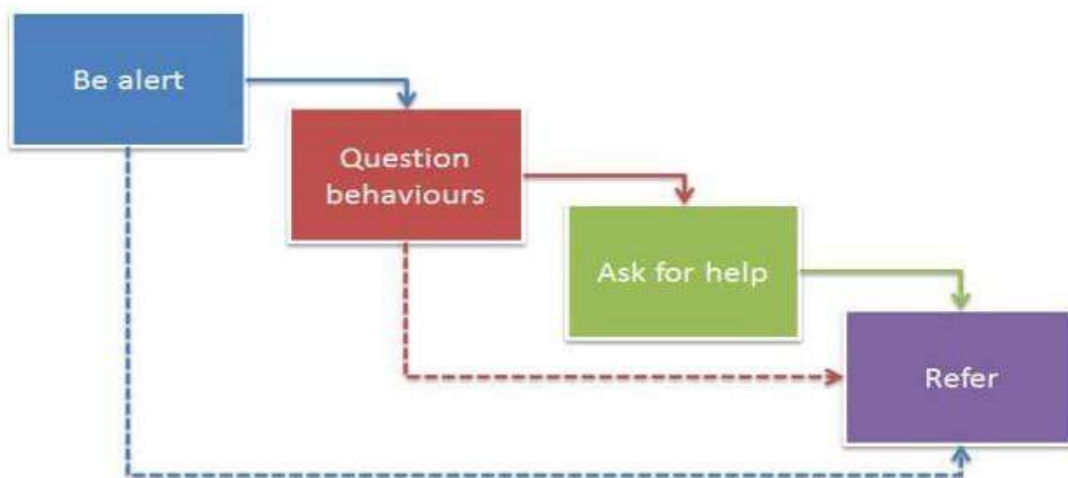 Be alert
Question
behaviours
Ask for help
Refer